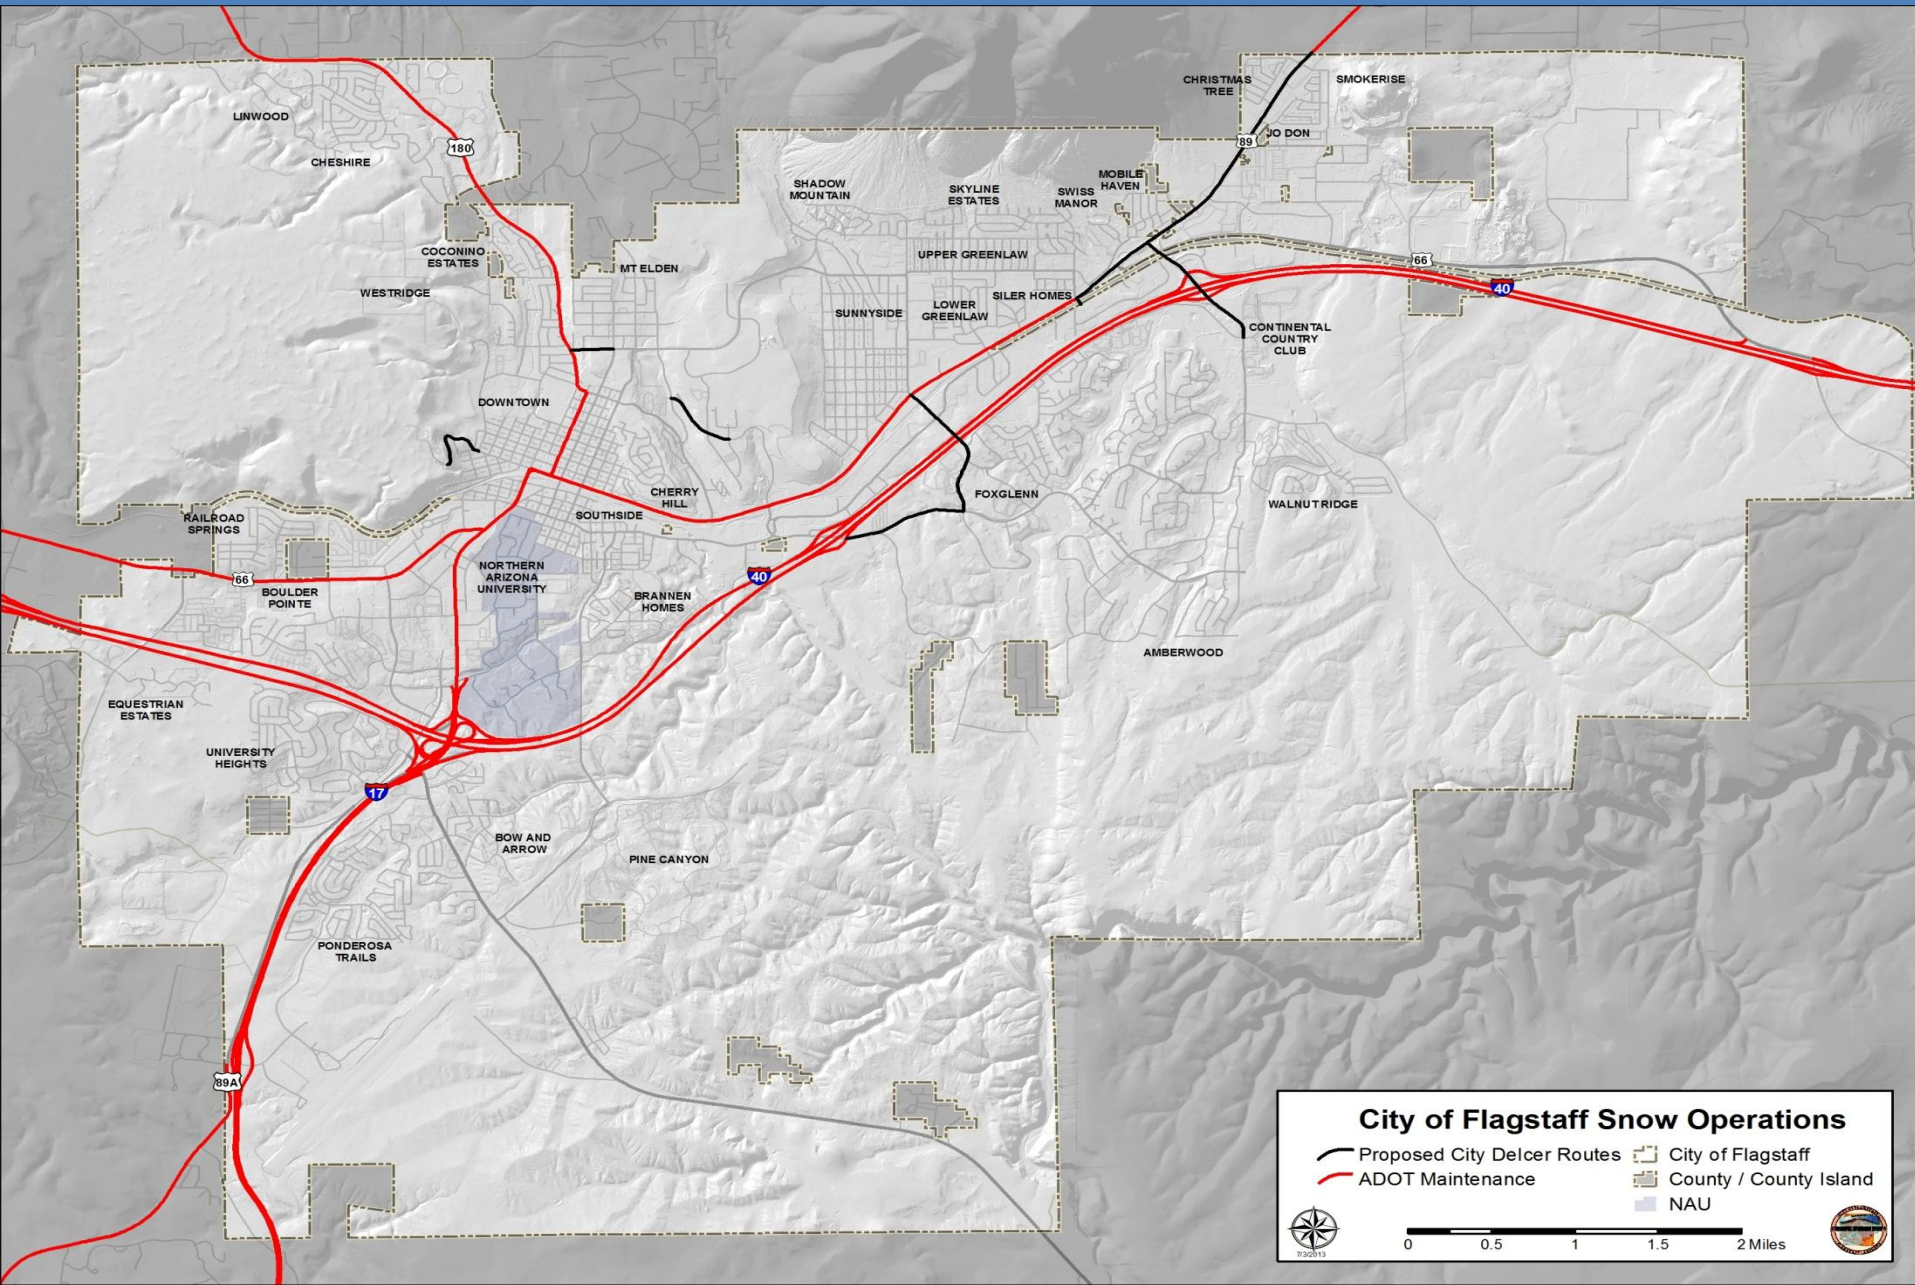 CHRISTMAS
TREE
SMOKERISE
LINWOOD
89
JO DON
180
CHESHIRE
MOBILE
HAVEN
SHADOW
MOUNTAIN
SKYLINE
ESTATES
SWISS
MANOR
COCONINO
ESTATES
UPPER GREENLAW
66
MT ELDEN
40
WESTRIDGE
SILER HOMES
SUNNYSIDE
LOWER
GREENLAW
CONTINENTAL
COUNTRY
CLUB
DOWNTOWN
CHERRY
HILL
FOXGLENN
WALNUT RIDGE
RAILROAD
SPRINGS
SOUTHSIDE
66
NORTHERN
ARIZONA
UNIVERSITY
40
BOULDER
POINTE
BRANNEN
HOMES
AMBERWOOD
EQUESTRIAN
ESTATES
UNIVERSITY
HEIGHTS
17
BOW AND
ARROW
PINE CANYON
PONDEROSA
TRAILS
89A
City of Flagstaff Snow Operations
Proposed City DeIcer Routes
City of Flagstaff
ADOT Maintenance
County / County Island
NAU
7/3/2013
0 0.5 1 1.5 2 Miles